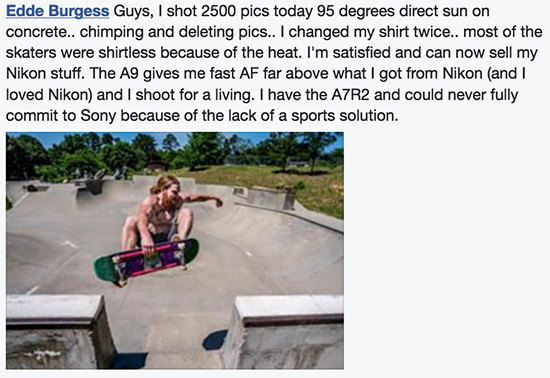 Edde Burgess Guys, I shot 2500 pics today 95 degrees direct sun on
concrete.. chimping and deleting pics.. I changed my shirt twice.. most of the
skaters were shirtless because of the heat. I'm satisfied and can now sell my
Nikon stuff. The A9 gives me fast AF far above what I got from Nikon (and I
loved Nikon) and I shoot for a living. I have the A7R2 and could never fully
commit to Sony because of the lack of a sports solution.